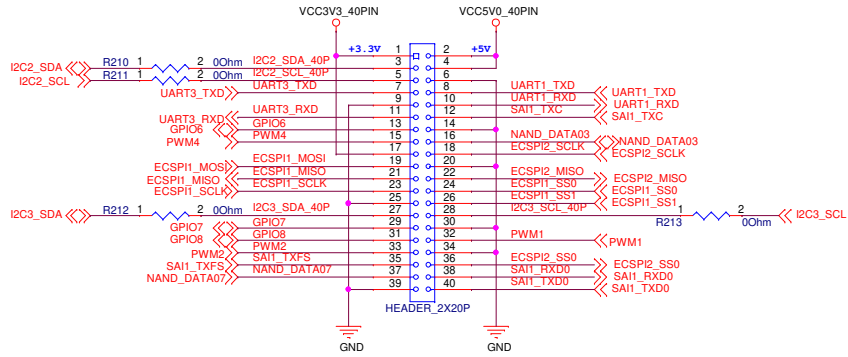 VCC3V3_40PIN VCC5V0_40PIN
+3.3V 1 2 +5V
I2C2_SDA R210 1 2 0Ohm I2C2_SDA_40P 3 4
I2C2_SCL R211 1 2 0Ohm I2C2_SCL_40P 5 6
UART3_TXD UART3_TXD 7 8 UART1_TXD UART1_TXD
9 10 UART1_RXD UART1_RXD
UART3_RXD UART3_RXD 11 12 SAI1_TXC SAI1_TXC
GPIO6 GPIO6 13 14
PWM4 PWM4 15 16 NAND_DATA03 NAND_DATA03
17 18 ECSPI2_SCLK ECSPI2_SCLK
ECSPI1_MOSI ECSPI1_MOSI 19 20
ECSPI1_MISO ECSPI1_MISO 21 22 ECSPI2_MISO ECSPI2_MISO
ECSPI1_SCLK ECSPI1_SCLK 23 24 ECSPI1_SS0 ECSPI1_SS0
25 26 ECSPI1_SS1 ECSPI1_SS1
I2C3_SDA R212 1 2 0Ohm I2C3_SDA_40P 27 28 I2C3_SCL_40P R213 1 2 0Ohm I2C3_SCL
GPIO7 GPIO7 29 30
GPIO8 GPIO8 31 32 PWM1 PWM1
PWM2 PWM2 33 34
SAI1_TXFS SAI1_TXFS 35 36 ECSPI2_SS0 ECSPI2_SS0
NAND_DATA07 NAND_DATA07 37 38 SAI1_RXD0 SAI1_RXD0
39 40 SAI1_TXD0 SAI1_TXD0
HEADER_2X20P
GND GND